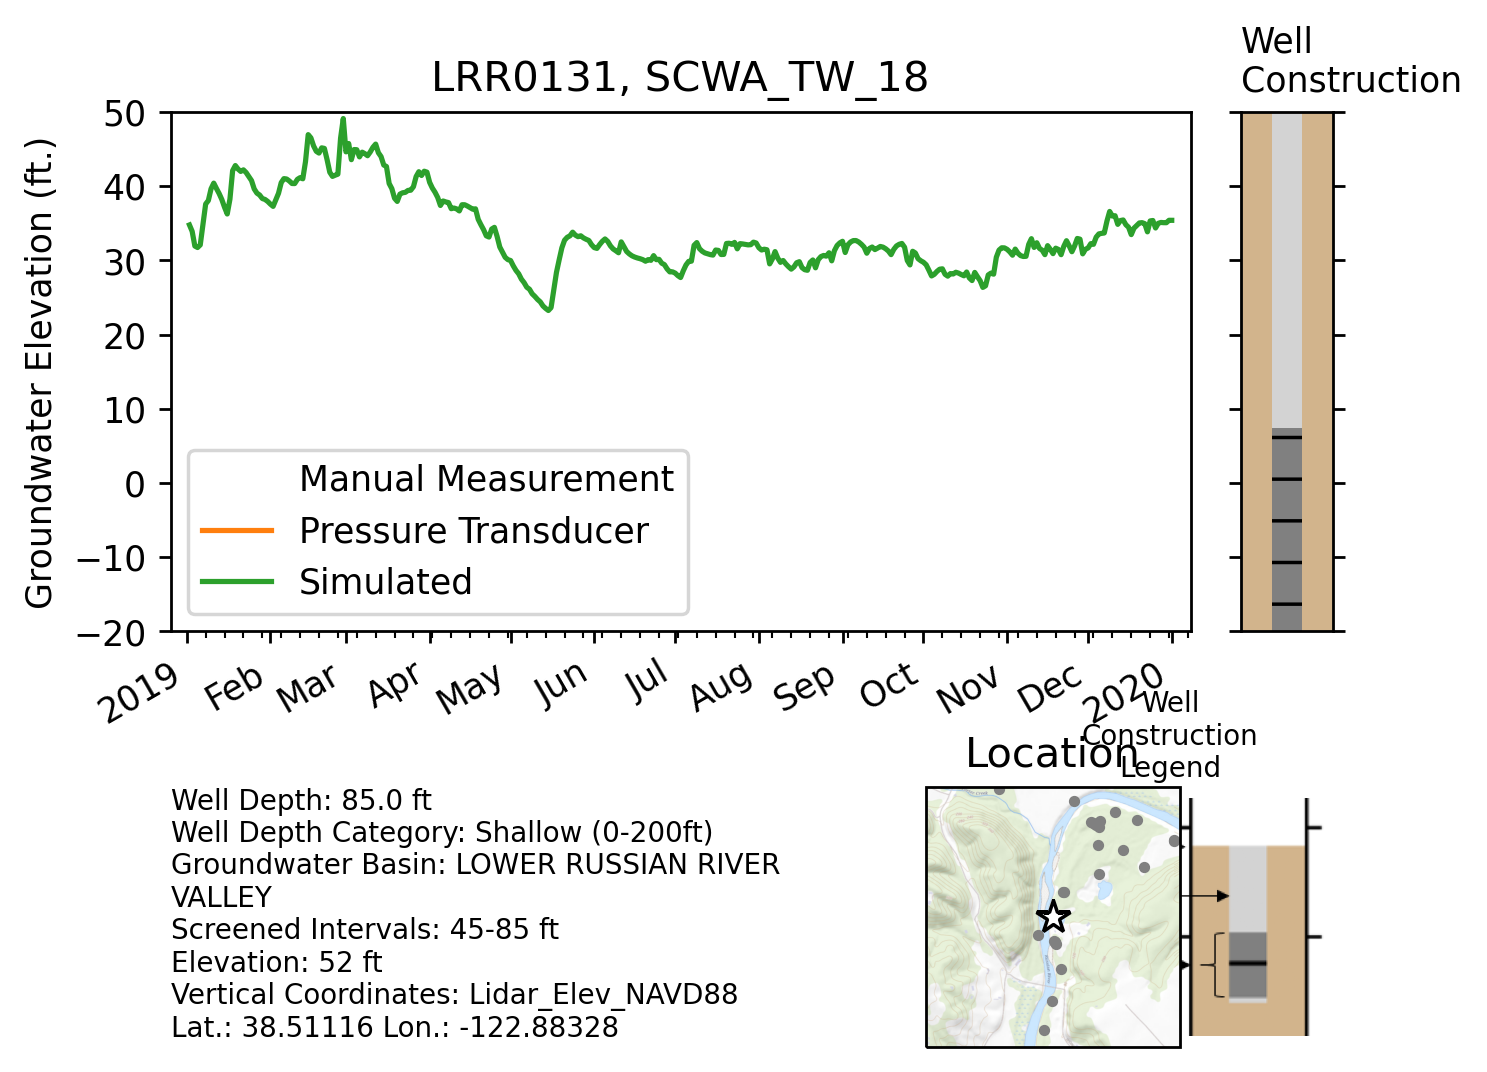 Well
Construction
LRR0131, SCWA_TW_18
Groundwater Elevation (ft.)
50
40
30
20
10
0
−10
−20
Manual Measurement
Pressure Transducer
Simulated
2019
Feb
Mar
Apr
May
Jun
Jul
Aug
Sep
Oct
Nov
Dec
2020
Well
Construction
Legend
Location
Well Depth: 85.0 ft
Well Depth Category: Shallow (0-200ft)
Groundwater Basin: LOWER RUSSIAN RIVER
VALLEY
Screened Intervals: 45-85 ft
Elevation: 52 ft
Vertical Coordinates: Lidar_Elev_NAVD88
Lat.: 38.51116 Lon.: -122.88328